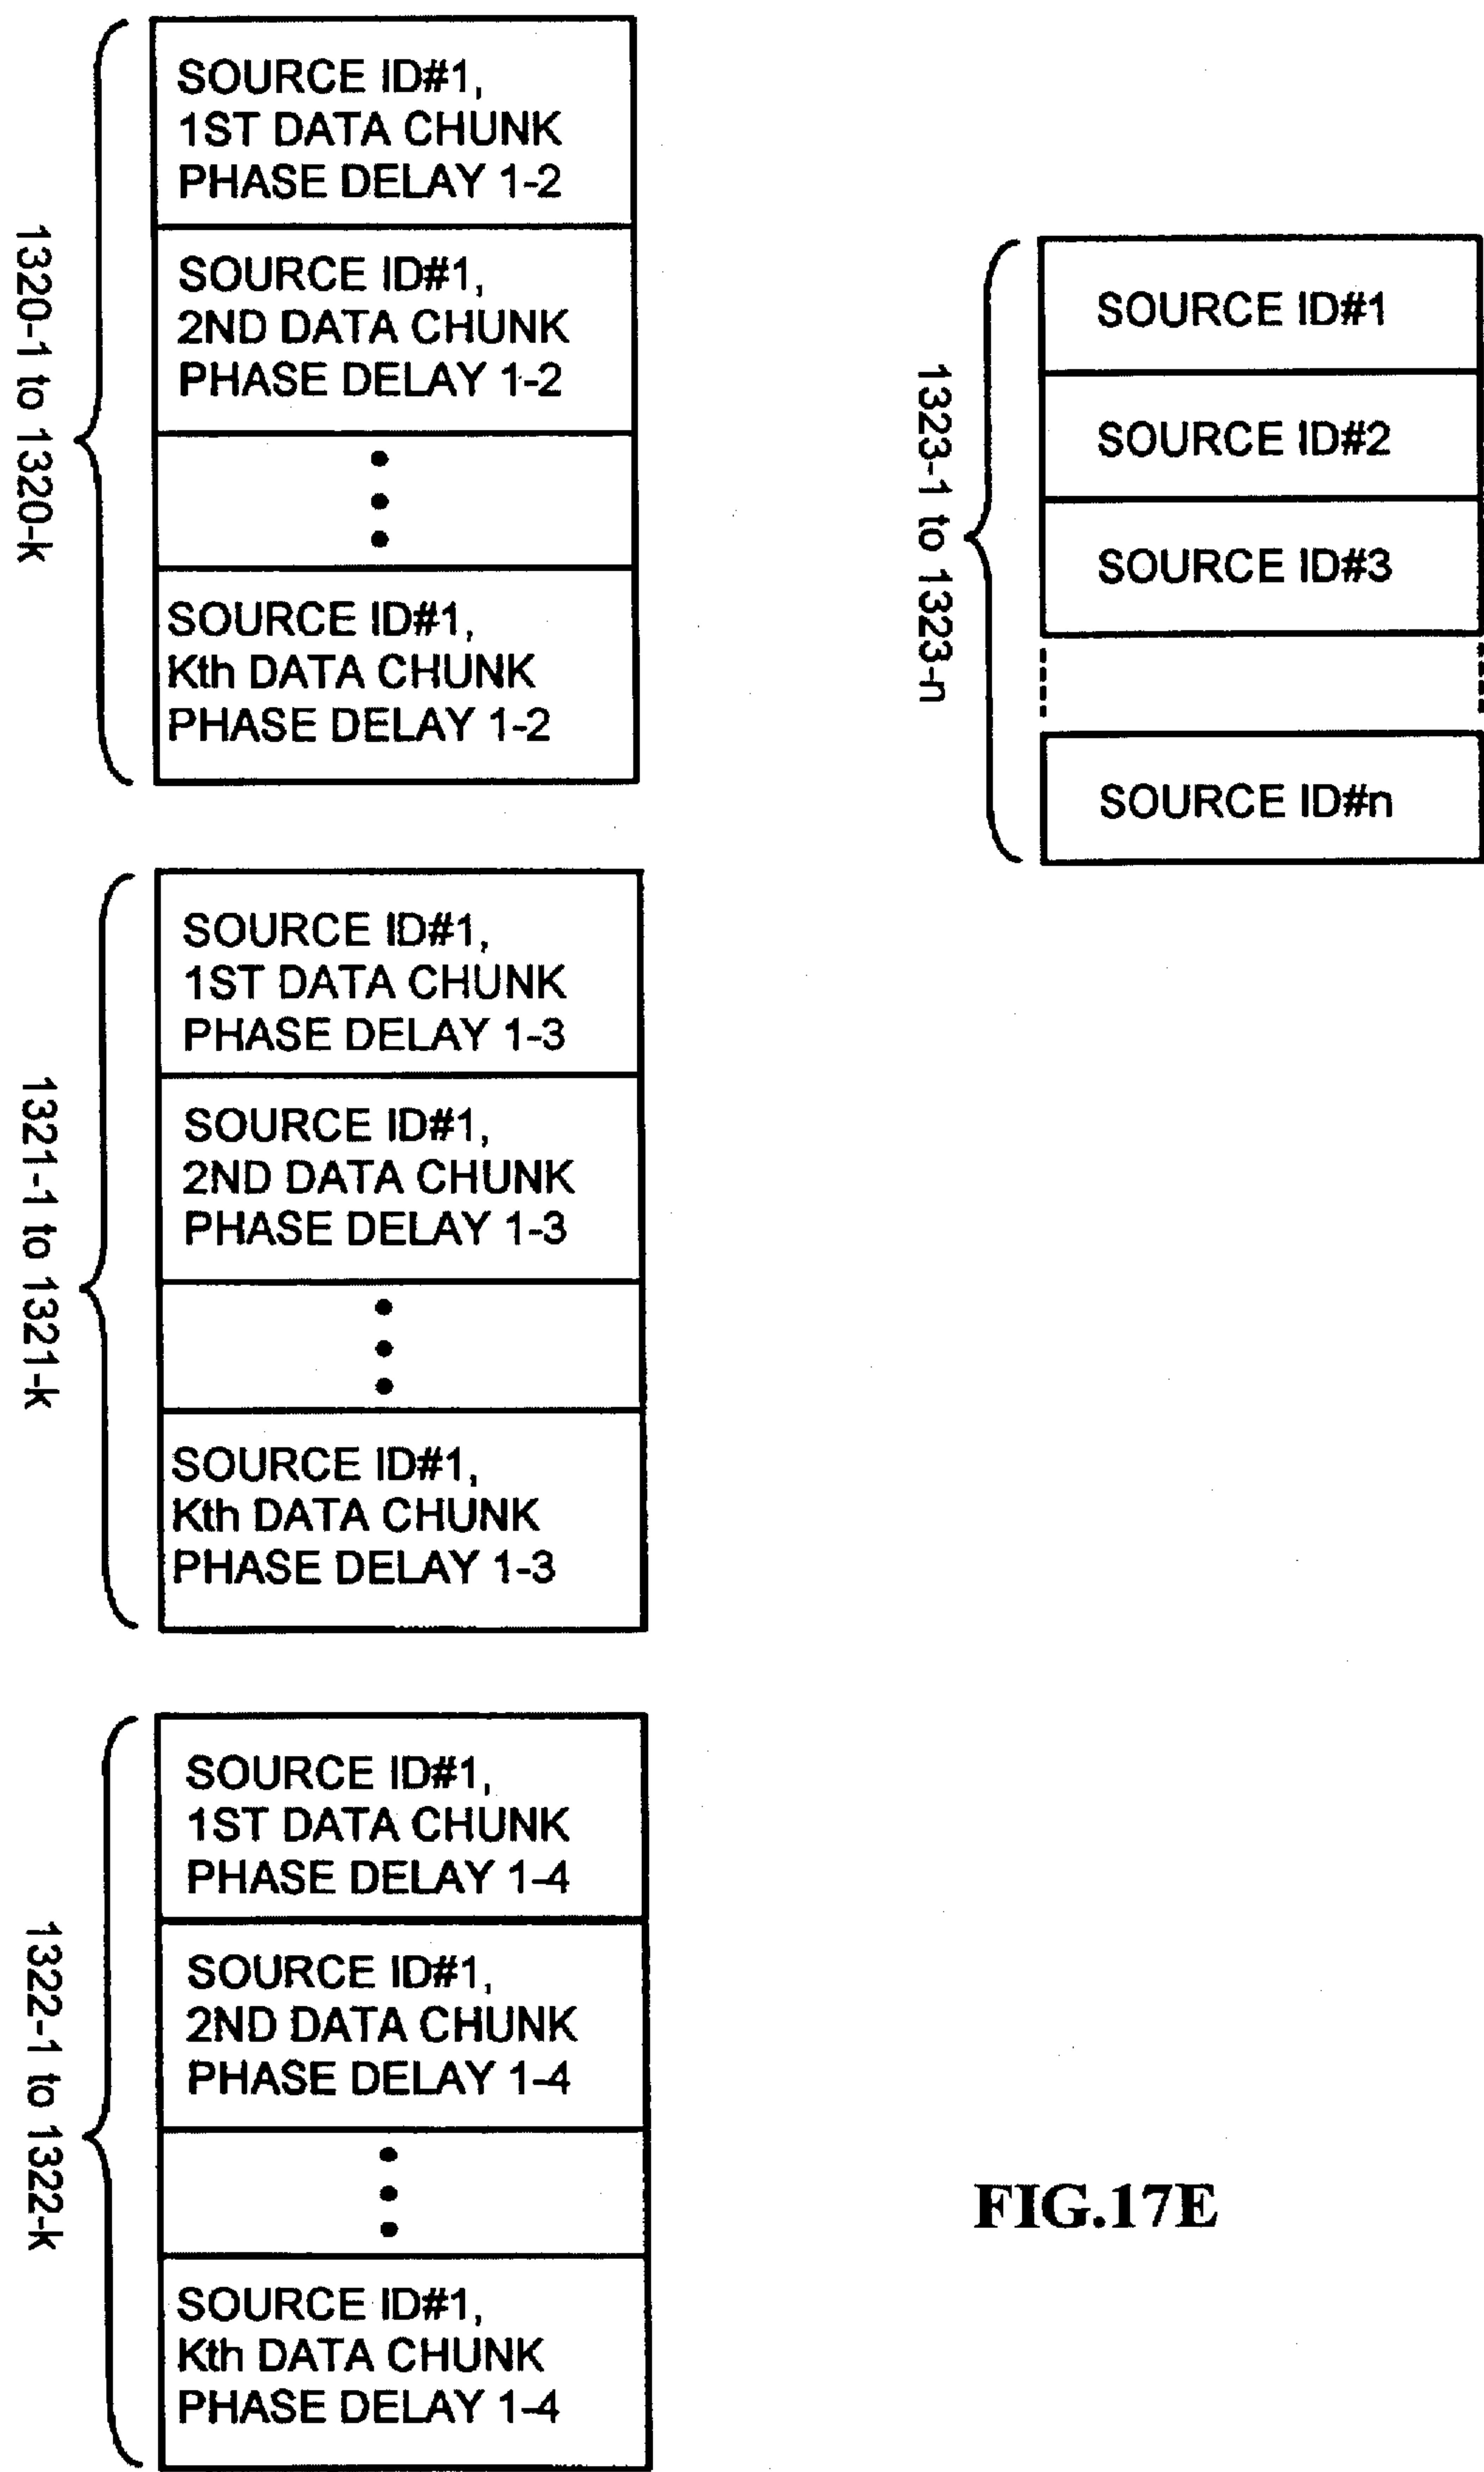 1320-1 to 1320-k
SOURCE ID#1,
1ST DATA CHUNK
PHASE DELAY 1-2
SOURCE ID#1,
2ND DATA CHUNK
PHASE DELAY 1-2
SOURCE ID#1,
Kth DATA CHUNK
PHASE DELAY 1-2
1321-1 to 1321-k
SOURCE ID#1,
1ST DATA CHUNK
PHASE DELAY 1-3
SOURCE ID#1,
2ND DATA CHUNK
PHASE DELAY 1-3
SOURCE ID#1,
Kth DATA CHUNK
PHASE DELAY 1-3
1322-1 to 1322-k
SOURCE ID#1,
1ST DATA CHUNK
PHASE DELAY 1-4
SOURCE ID#1,
2ND DATA CHUNK
PHASE DELAY 1-4
SOURCE ID#1,
Kth DATA CHUNK
PHASE DELAY 1-4
1323-1 to 1323-n
SOURCE ID#1
SOURCE ID#2
SOURCE ID#3
SOURCE ID#n
FIG.17E